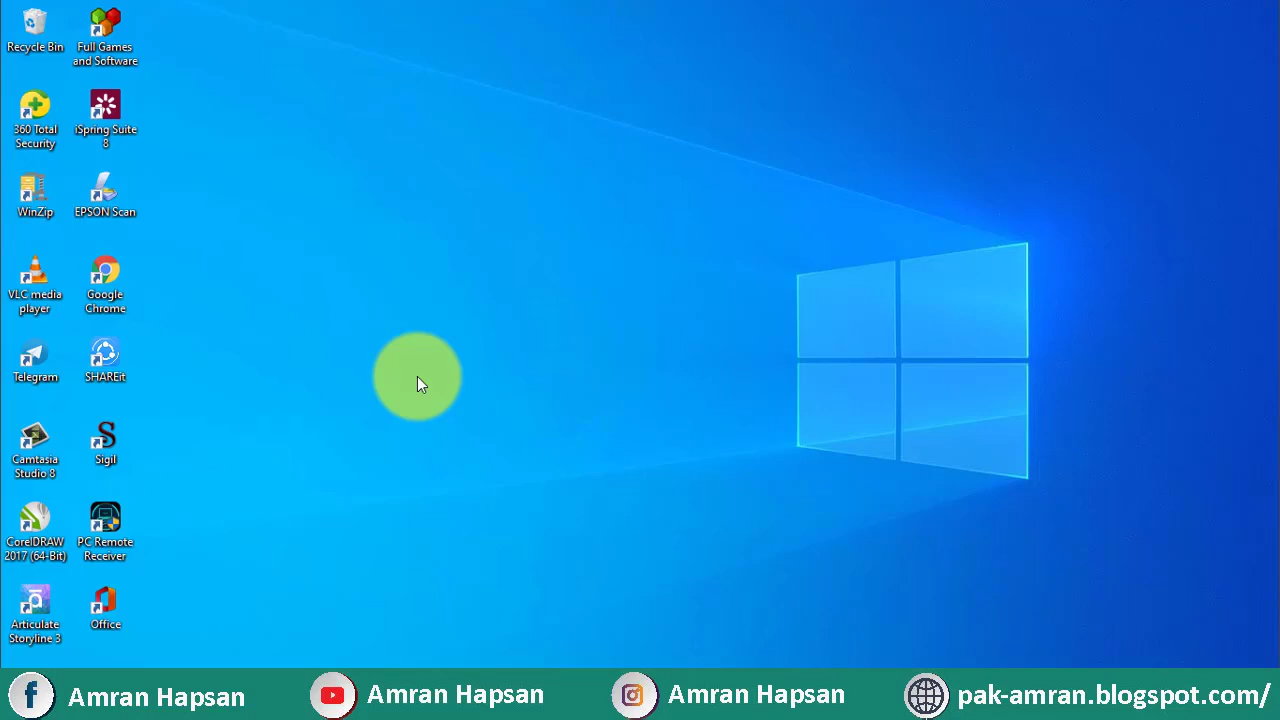 Recycle Bin
Full Games
and Software
360 Total
Security
iSpring Suite
8
WinZip
EPSON Scan
VLC media
player
Google
Chrome
Telegram
SHAREit
Camtasia
Studio 8
Sigil
CorelDRAW
2017 (64-Bit)
PC Remote
Receiver
Articulate
Storyline 3
Office
Amran Hapsan
Amran Hapsan
Amran Hapsan
pak-amran.blogspot.com/